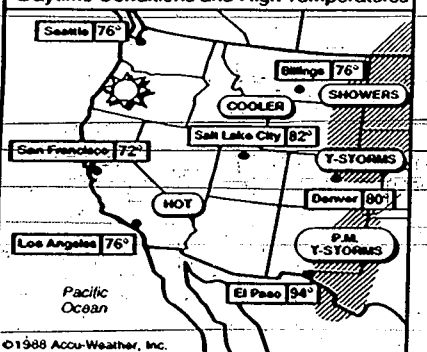 Daytime Conditions and High Temperatures
Seattle 76°
Billings 76°
SHOWERS
COOLER
Salt Lake City 82°
San Francisco 72°
T-STORMS
HOT
Denver 80°
Los Angeles 76°
P.M.
T-STORMS
Pacific
Ocean
El Paso 94°
©1988 Accu-Weather, Inc.